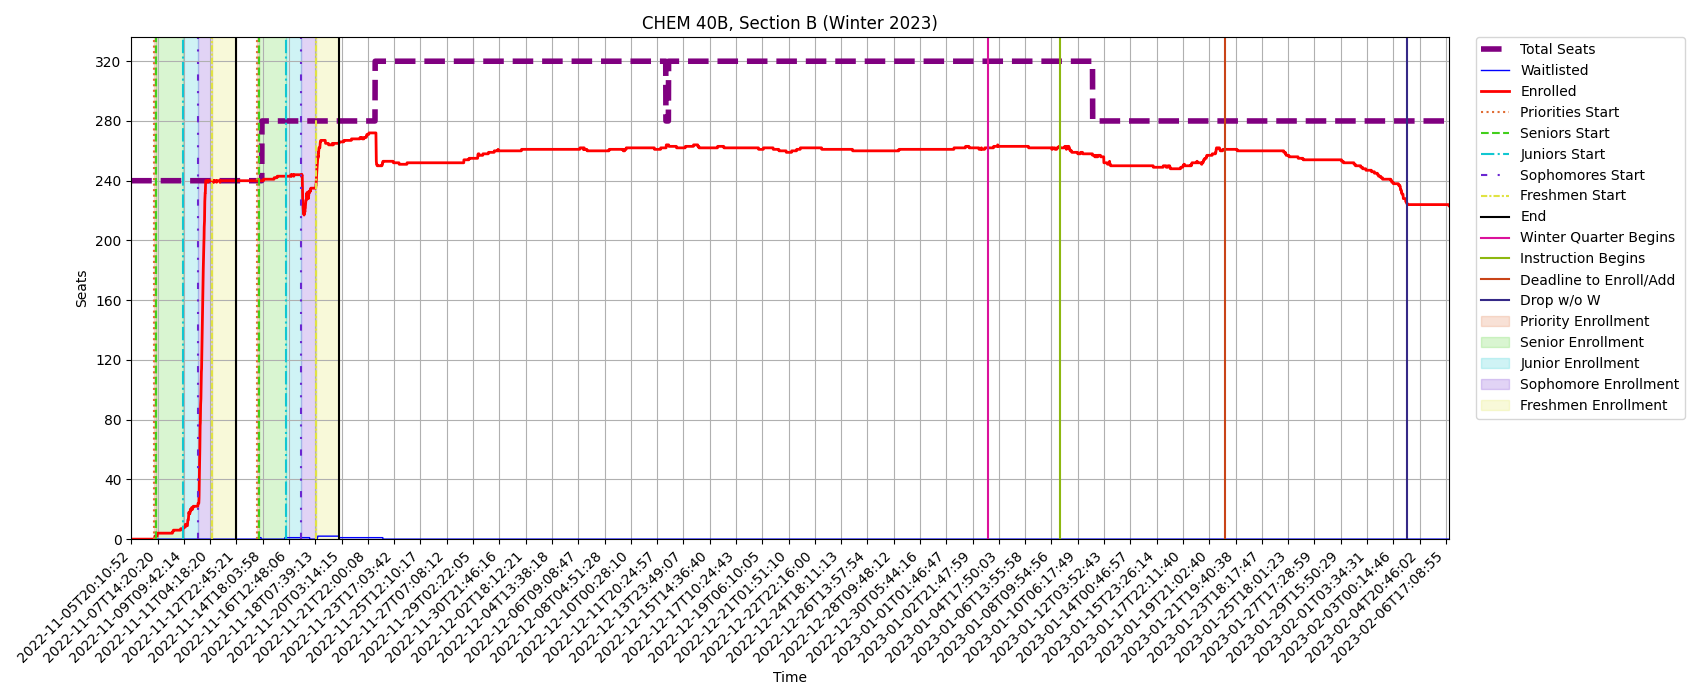 CHEM 40B, Section B (Winter 2023)
320
280
240
200
160
120
80
40
0
Seats
2022-11-05T20:10:52
2022-11-07T14:20:20
2022-11-09T09:42:14
2022-11-11T04:18:20
2022-11-12T22:45:21
2022-11-14T18:03:58
2022-11-16T12:48:06
2022-11-18T07:39:13
2022-11-20T03:14:15
2022-11-21T22:00:08
2022-11-23T17:03:42
2022-11-25T12:10:17
2022-11-27T07:08:12
2022-11-29T02:22:05
2022-11-30T21:46:16
2022-12-02T18:12:21
2022-12-04T13:38:18
2022-12-06T09:08:47
2022-12-08T04:51:28
2022-12-10T00:28:10
2022-12-11T20:24:57
2022-12-13T23:49:07
2022-12-15T14:36:40
2022-12-17T10:24:43
2022-12-19T06:10:05
2022-12-21T01:51:10
2022-12-22T22:16:00
2022-12-24T18:11:13
2022-12-26T13:57:54
2022-12-28T09:48:12
2022-12-30T05:44:16
2023-01-01T01:46:47
2023-01-02T21:47:59
2023-01-04T17:50:03
2023-01-06T13:55:58
2023-01-08T09:54:56
2023-01-10T06:17:49
2023-01-12T03:52:43
2023-01-14T00:46:57
2023-01-15T23:26:14
2023-01-17T22:11:40
2023-01-19T21:02:40
2023-01-21T19:40:38
2023-01-23T18:17:47
2023-01-25T18:01:23
2023-01-27T17:28:59
2023-01-29T15:50:29
2023-02-01T03:34:31
2023-02-03T00:14:46
2023-02-04T20:46:02
2023-02-06T17:08:55
Time
Total Seats
Waitlisted
Enrolled
Priorities Start
Seniors Start
Juniors Start
Sophomores Start
Freshmen Start
End
Winter Quarter Begins
Instruction Begins
Deadline to Enroll/Add
Drop w/o W
Priority Enrollment
Senior Enrollment
Junior Enrollment
Sophomore Enrollment
Freshmen Enrollment